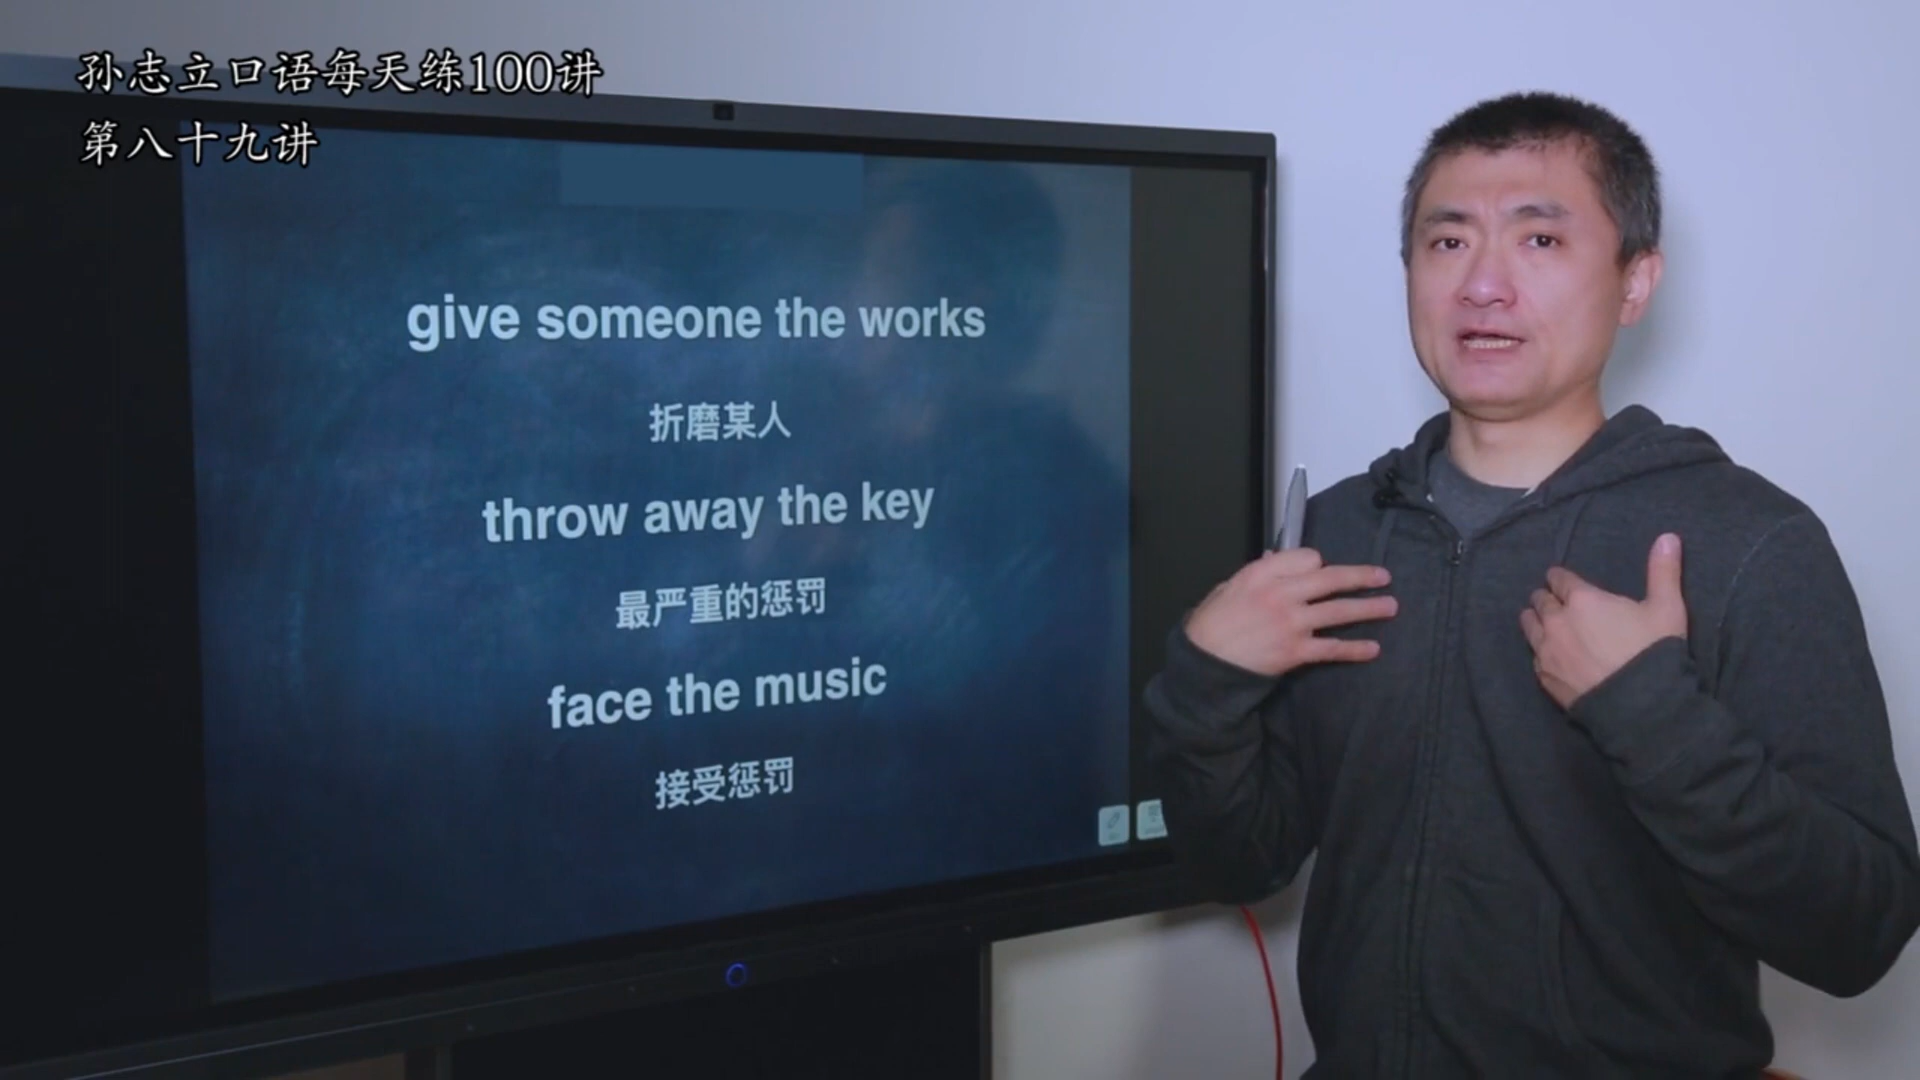 孙志立口语每天练100讲
第八十九讲
give someone the works
折磨某人
throw away the key
最严重的惩罚
face the music
接受惩罚